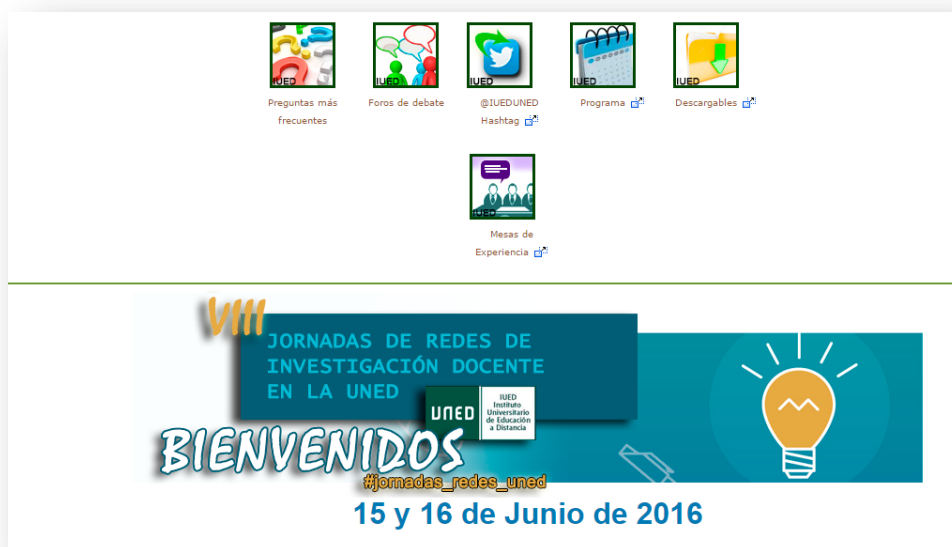 IUED
IUED
IUED
IUED
IUED
Preguntas más
frecuentes
Foros de debate
@IUEDUNED
Hashtag
Programa
Descargables
IUED
Mesas de
Experiencia
VIII
JORNADAS DE REDES DE
INVESTIGACIÓN DOCENTE
EN LA UNED
UNED
IUED
Instituto
Universitario
de Educación
a Distancia
BIENVENIDOS
#jornadas_redes_uned
15 y 16 de Junio de 2016